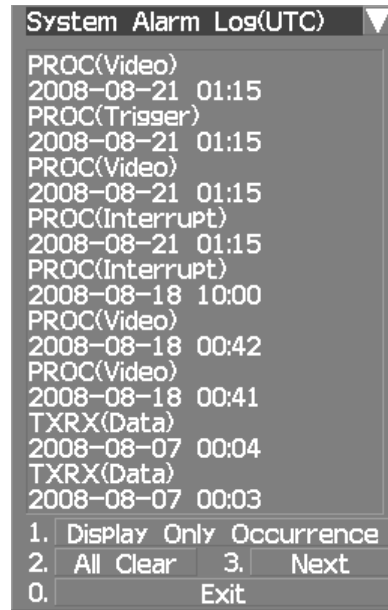 System Alarm Log(UTC)
PROC(Video)
2008-08-21 01:15
PROC(Trigger)
2008-08-21 01:15
PROC(Video)
2008-08-21 01:15
PROC(Interrupt)
2008-08-21 01:15
PROC(Interrupt)
2008-08-18 10:00
PROC(Video)
2008-08-18 00:42
PROC(Video)
2008-08-18 00:41
TXRX(Data)
2008-08-07 00:04
TXRX(Data)
2008-08-07 00:03
1. Display Only Occurrence
2. All Clear 3. Next
0. Exit